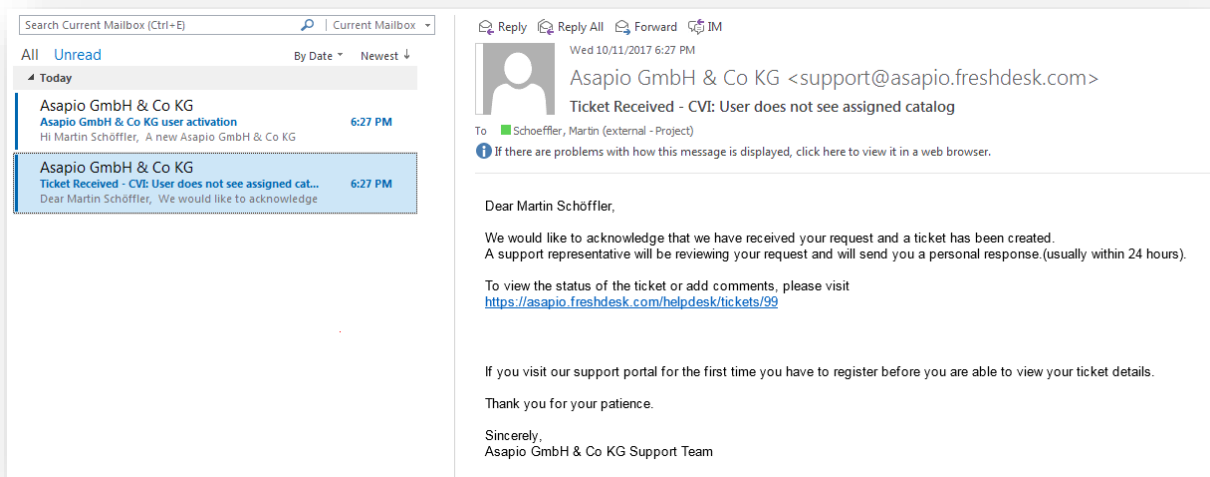 Search Current Mailbox (Ctrl+E) Current Mailbox
All Unread By Date Newest ↓
Today
Asapio GmbH & Co KG
Asapio GmbH & Co KG user activation 6:27 PM
Hi Martin Schöffler, A new Asapio GmbH & Co KG
Asapio GmbH & Co KG
Ticket Received - CVI: User does not see assigned cat... 6:27 PM
Dear Martin Schöffler, We would like to acknowledge
Reply Reply All Forward IM
Wed 10/11/2017 6:27 PM
Asapio GmbH & Co KG <support@asapio.freshdesk.com>
Ticket Received - CVI: User does not see assigned catalog
To Schoeffler, Martin (external - Project)
If there are problems with how this message is displayed, click here to view it in a web browser.
Dear Martin Schöffler,
We would like to acknowledge that we have received your request and a ticket has been created.
A support representative will be reviewing your request and will send you a personal response.(usually within 24 hours).
To view the status of the ticket or add comments, please visit
https://asapio.freshdesk.com/helpdesk/tickets/99
If you visit our support portal for the first time you have to register before you are able to view your ticket details.
Thank you for your patience.
Sincerely,
Asapio GmbH & Co KG Support Team